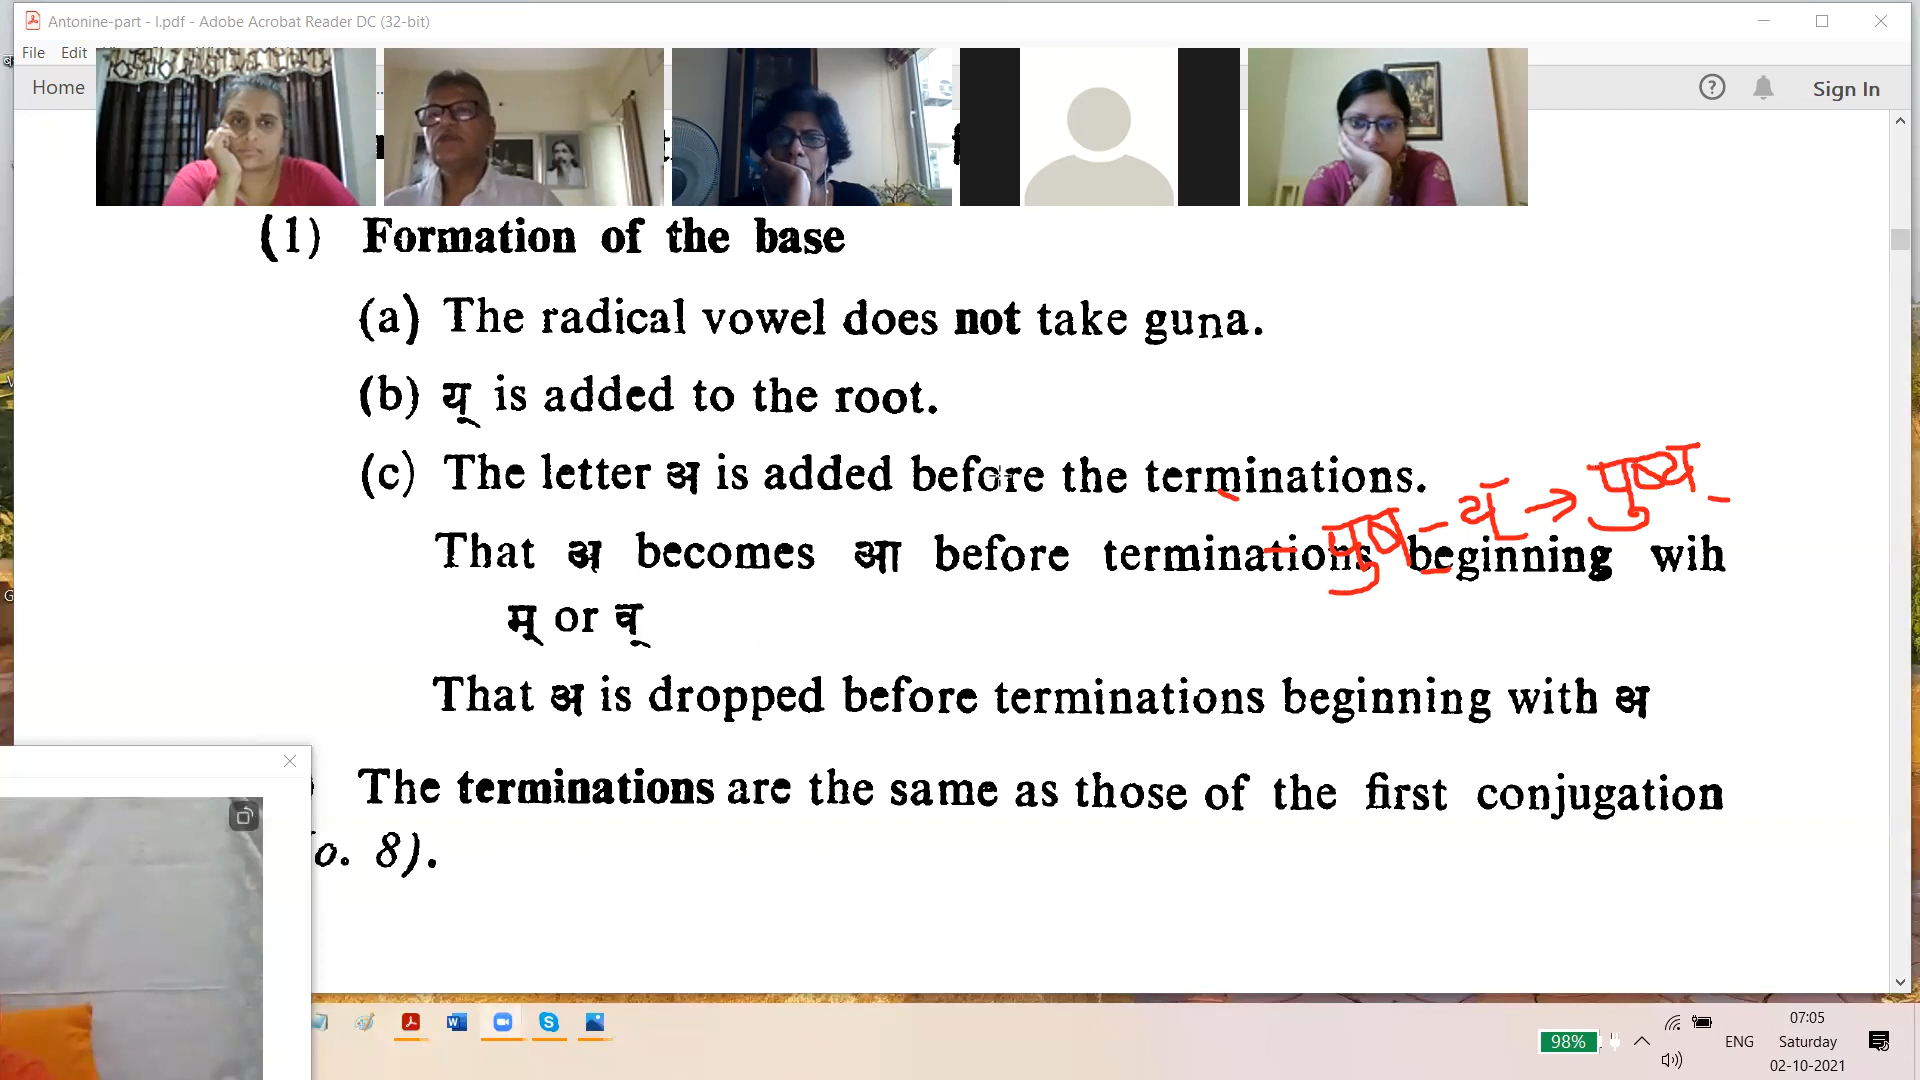 Antonine-part - I.pdf - Adobe Acrobat Reader DC (32-bit)
File Edit
Home
Sign In
(1) Formation of the base
(a) The radical vowel does not take guna.
(b) य् is added to the root.
(c) The letter अ is added before the terminations.
पुष् - य् → पुष्य -
That अ becomes आ before terminations beginning wih
म् or व्
That अ is dropped before terminations beginning with अ
The terminations are the same as those of the first conjugation
o. 8).
98%
ENG
07:05
Saturday
02-10-2021